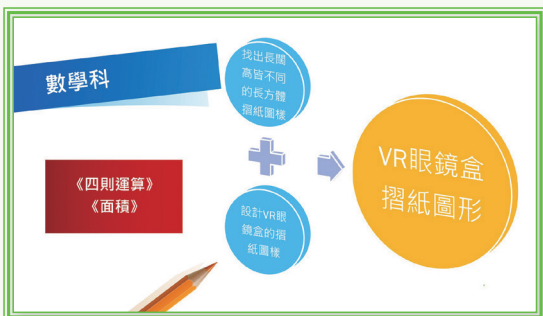 數學科
《四則運算》
《面積》
找出長闊
高皆不同
的長方體
摺紙圖樣
設計VR眼
鏡盒的摺
紙圖樣
VR眼鏡盒
摺紙圖形